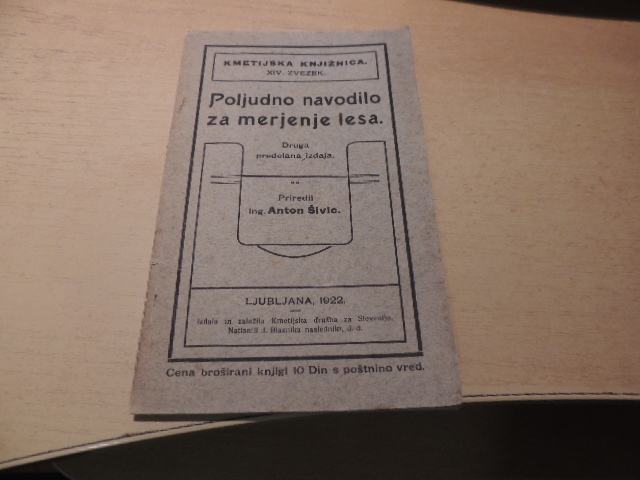 KMETIJSKA KNJIŽNICA.
XIV. ZVEZEK.
Poljudno navodilo
za merjenje lesa.
Druga
predelana izdaja.
Priredil
ing. Anton Šivic.
LJUBLJANA, 1922.
Izdala in založila Kmetijska družba za Slovenijo.
Natisnili J. Blasnika nasledniki, d. d.
Cena broširani knjigi 10 Din s poštnino vred.